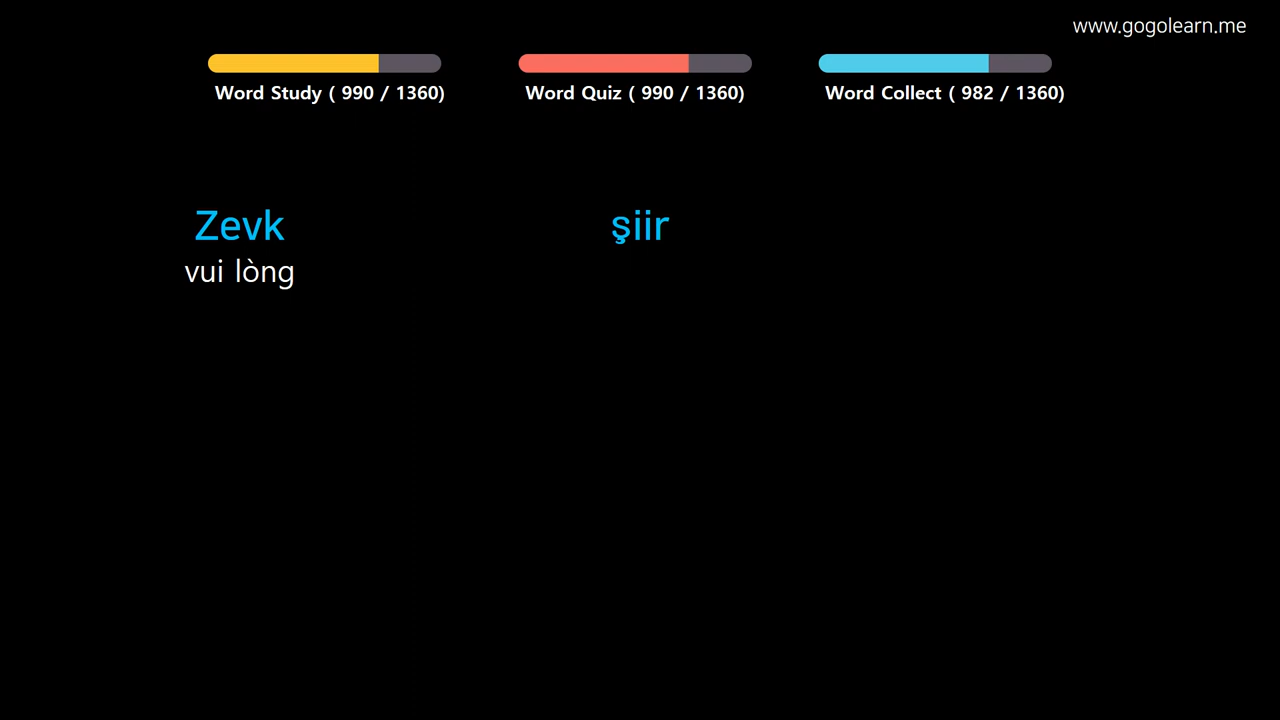 www.gogolearn.me
Word Study ( 990 / 1360)
Word Quiz ( 990 / 1360)
Word Collect ( 982 / 1360)
Zevk
vui lòng
şiir